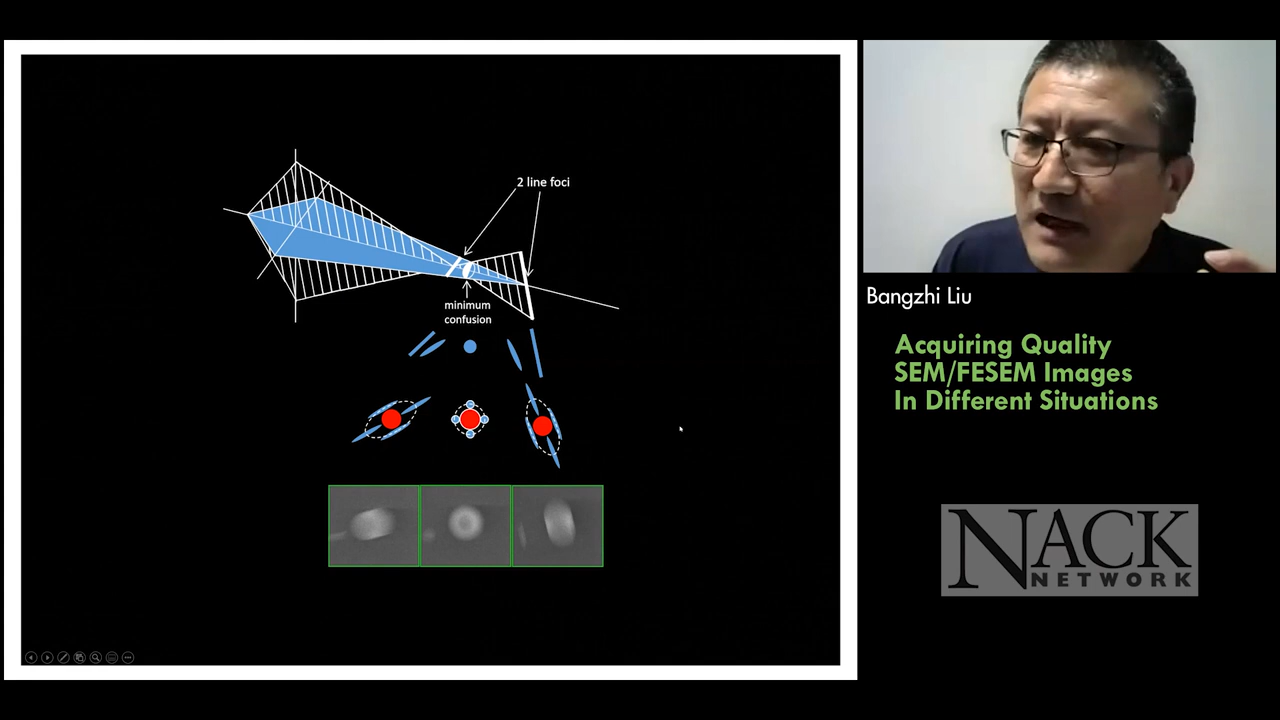 2 line foci
minimum
confusion
Bangzhi Liu
Acquiring Quality
SEM/FESEM Images
In Different Situations
NACK
NETWORK